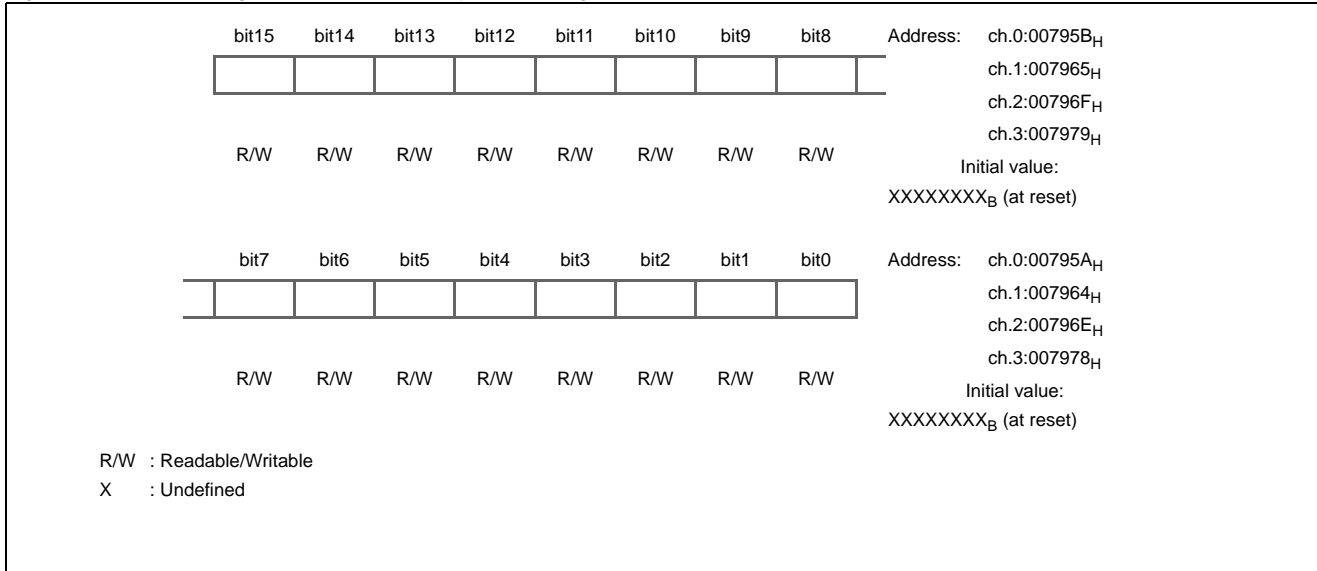 bit15 bit14 bit13 bit12 bit11 bit10 bit9 bit8 Address: ch.0:00795BH
ch.1:007965H
ch.2:00796FH
ch.3:007979H
R/W R/W R/W R/W R/W R/W R/W R/W
Initial value:
XXXXXXXXB (at reset)
bit7 bit6 bit5 bit4 bit3 bit2 bit1 bit0 Address: ch.0:00795AH
ch.1:007964H
ch.2:00796EH
ch.3:007978H
R/W R/W R/W R/W R/W R/W R/W R/W
Initial value:
XXXXXXXXB (at reset)
R/W : Readable/Writable
X : Undefined